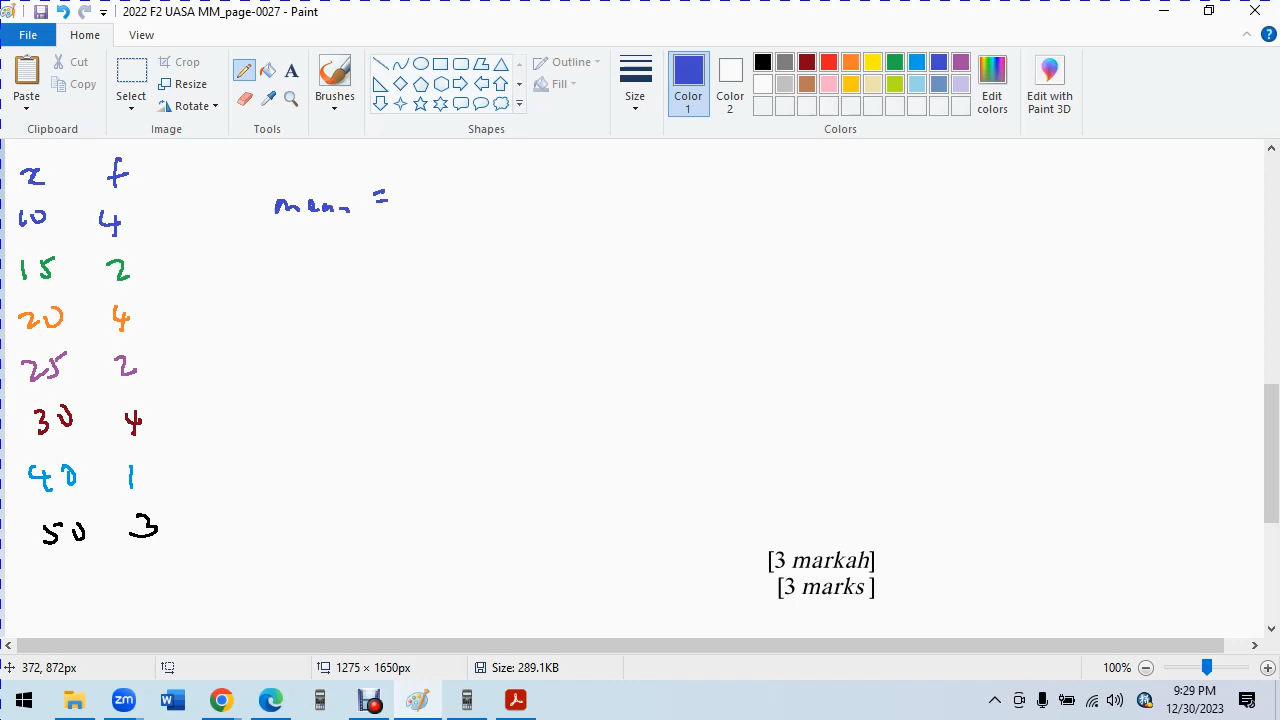 2022 F2 UASA MM_page-0027 - Paint
File Home View
Paste
Cut
Copy
Clipboard
Select
Crop
Resize
Rotate
Image
A
Tools
Brushes
Outline
Fill
Shapes
Size
Color 1
Color 2
Colors
Edit colors
Edit with Paint 3D
x f
10 4
mean =
15 2
20 4
25 2
30 4
40 1
50 3
[3 markah]
[3 marks ]
372, 872px
1275 × 1650px
Size: 289.1KB
100%
zm
W
9:29 PM
12/30/2023